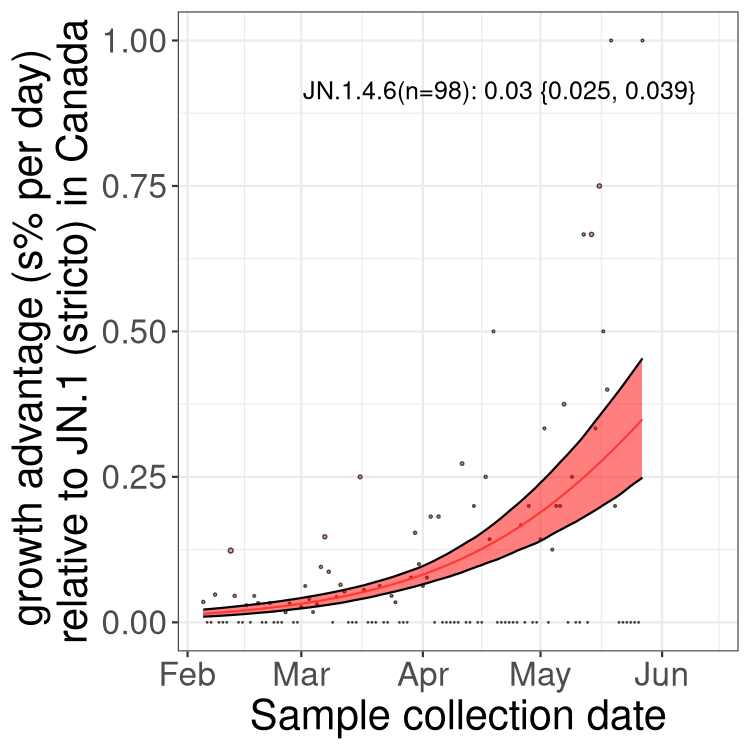 growth advantage (s% per day)
relative to JN.1 (stricto) in Canada
1.00
0.75
0.50
0.25
0.00
JN.1.4.6(n=98): 0.03 {0.025, 0.039}
Feb Mar Apr May Jun
Sample collection date